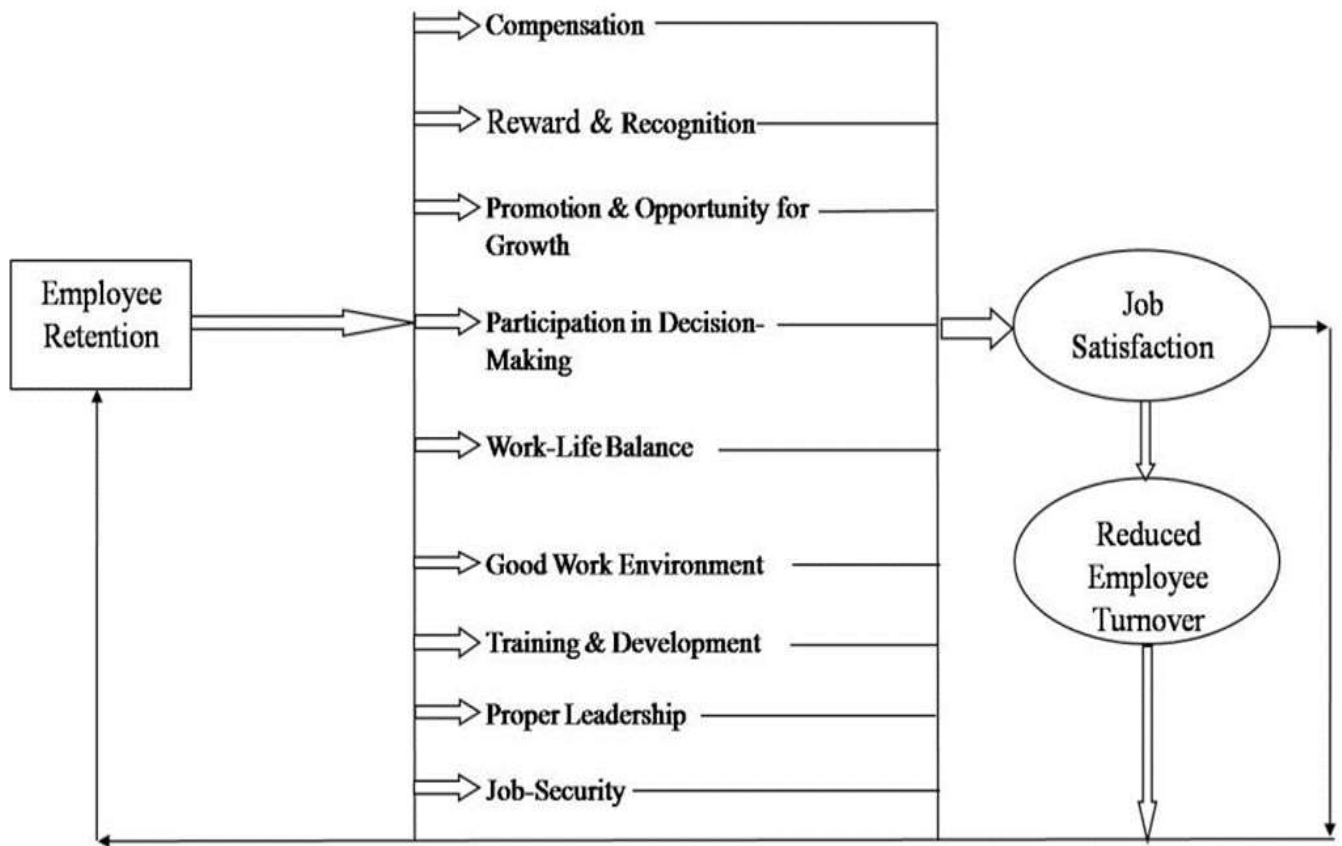 Compensation
Reward & Recognition
Promotion & Opportunity for
Growth
Employee
Retention
Participation in Decision-
Making
Work-Life Balance
Good Work Environment
Training & Development
Proper Leadership
Job-Security
Job
Satisfaction
Reduced
Employee
Turnover